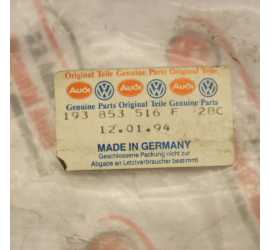 Original Teile Genuine Parts Original Teile
Audi Audi Audi
Genuine Parts Original Teile Genuine Parts
193 853 516 F 2BC
12.01.94
MADE IN GERMANY
Geschlossene Packung nicht zur
Abgabe an Letztverbraucher bestimmt